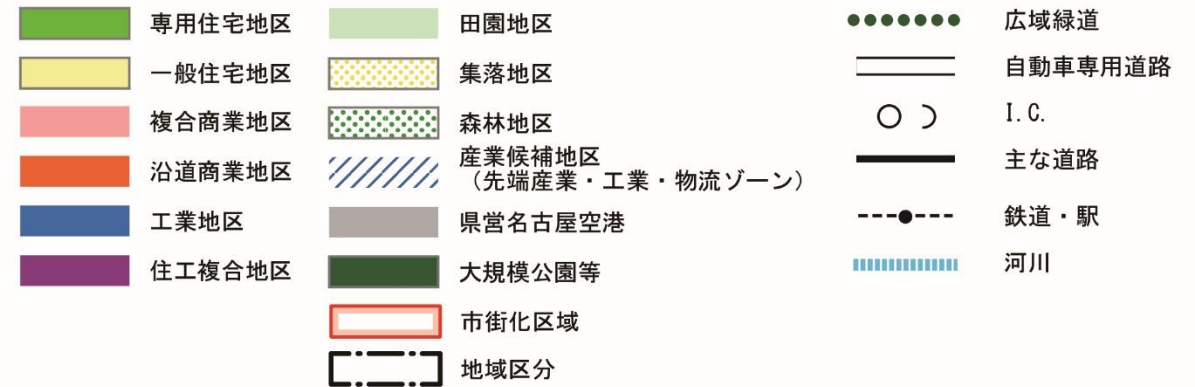 専用住宅地区
一般住宅地区
複合商業地区
沿道商業地区
工業地区
住工複合地区
田園地区
集落地区
森林地区
産業候補地区
（先端産業・工業・物流ゾーン）
県営名古屋空港
大規模公園等
市街化区域
地域区分
広域緑道
自動車専用道路
I.C.
主な道路
鉄道・駅
河川